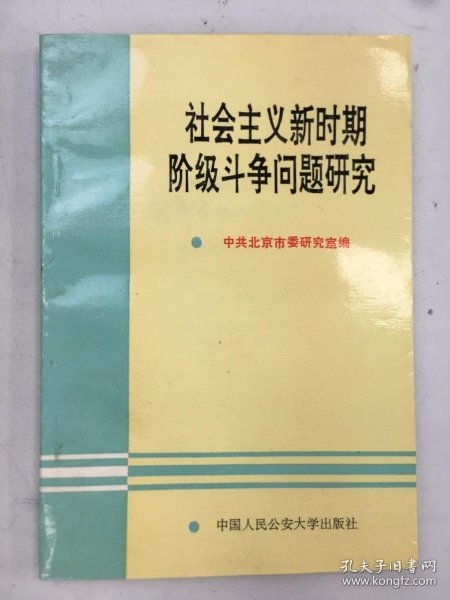 社会主义新时期
阶级斗争问题研究
中共北京市委研究室编
中国人民公安大学出版社
孔夫子旧书网
www.kongfz.com